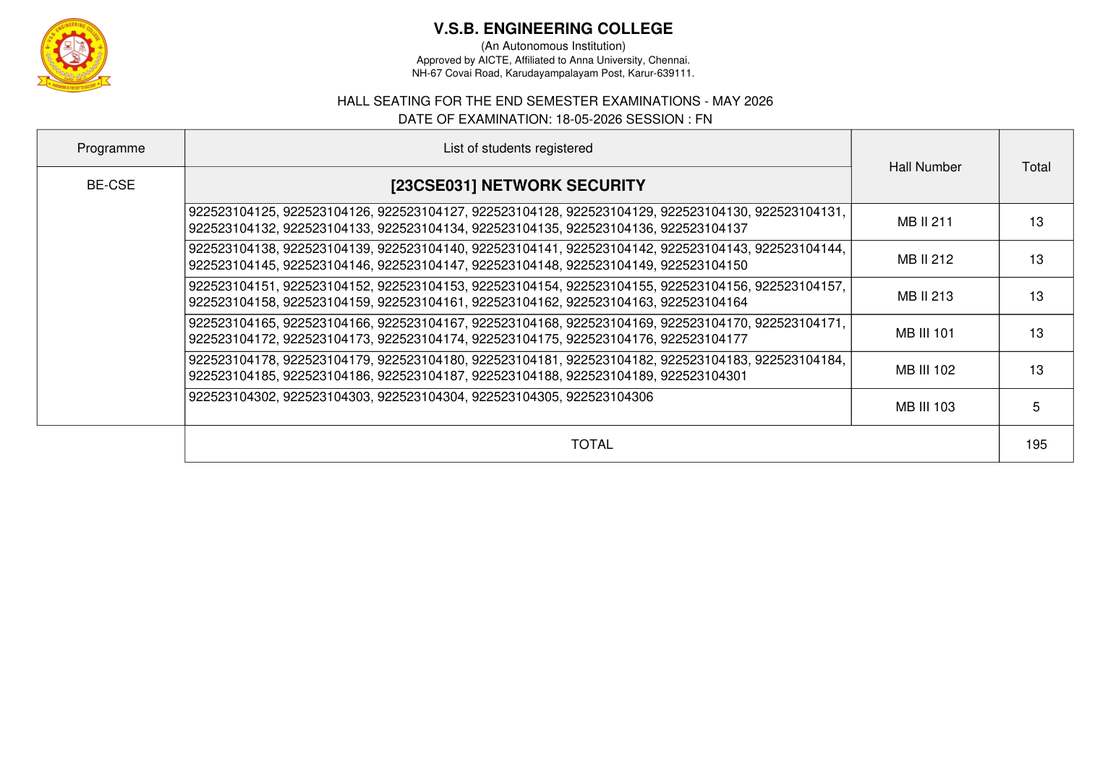 V.S.B. ENGINEERING COLLEGE
(An Autonomous Institution)
Approved by AICTE, Affiliated to Anna University, Chennai.
NH-67 Covai Road, Karudayampalayam Post, Karur-639111.
HALL SEATING FOR THE END SEMESTER EXAMINATIONS - MAY 2026
DATE OF EXAMINATION: 18-05-2026 SESSION : FN
Programme
List of students registered
Hall Number
Total
BE-CSE
[23CSE031] NETWORK SECURITY
922523104125, 922523104126, 922523104127, 922523104128, 922523104129, 922523104130, 922523104131,
922523104132, 922523104133, 922523104134, 922523104135, 922523104136, 922523104137
MB II 211
13
922523104138, 922523104139, 922523104140, 922523104141, 922523104142, 922523104143, 922523104144,
922523104145, 922523104146, 922523104147, 922523104148, 922523104149, 922523104150
MB II 212
13
922523104151, 922523104152, 922523104153, 922523104154, 922523104155, 922523104156, 922523104157,
922523104158, 922523104159, 922523104161, 922523104162, 922523104163, 922523104164
MB II 213
13
922523104165, 922523104166, 922523104167, 922523104168, 922523104169, 922523104170, 922523104171,
922523104172, 922523104173, 922523104174, 922523104175, 922523104176, 922523104177
MB III 101
13
922523104178, 922523104179, 922523104180, 922523104181, 922523104182, 922523104183, 922523104184,
922523104185, 922523104186, 922523104187, 922523104188, 922523104189, 922523104301
MB III 102
13
922523104302, 922523104303, 922523104304, 922523104305, 922523104306
MB III 103
5
TOTAL
195